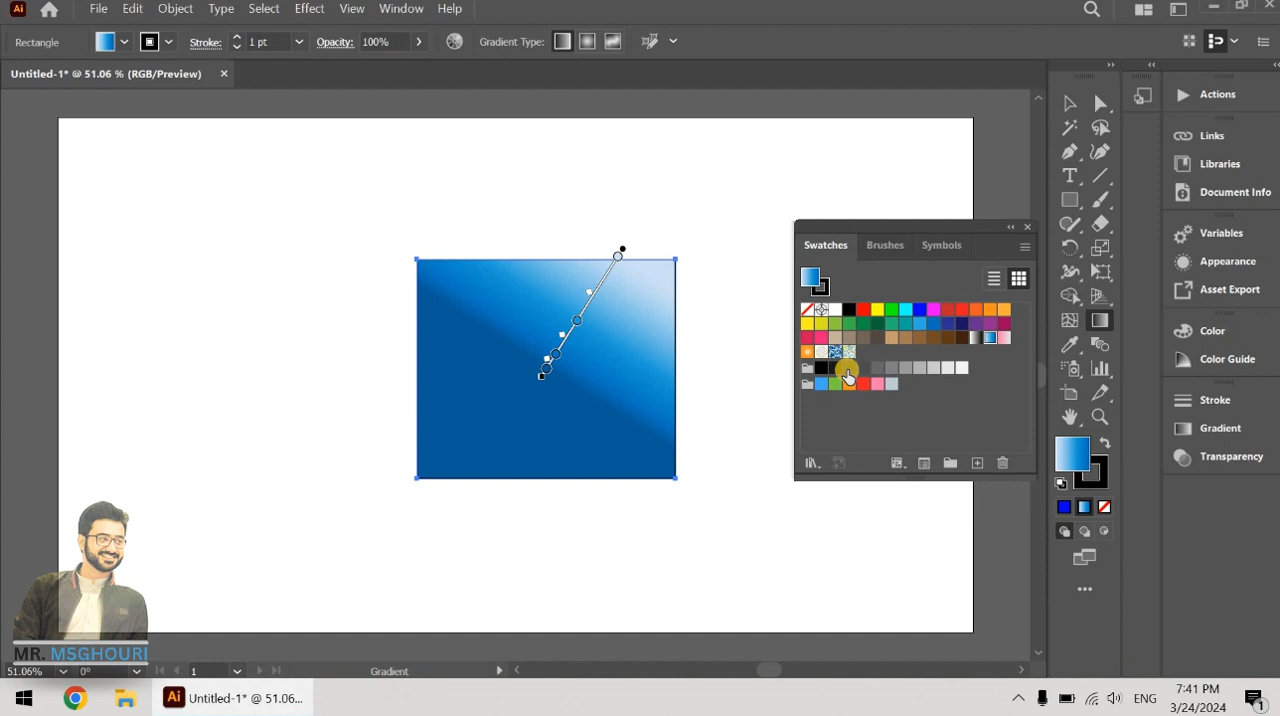 Ai File Edit Object Type Select Effect View Window Help
Rectangle Stroke: 1 pt Opacity: 100% Gradient Type:
Untitled-1* @ 51.06 % (RGB/Preview) ×
Actions
Links
Libraries
Document Info
Variables
Appearance
Asset Export
Color
Color Guide
Stroke
Gradient
Transparency
Swatches Brushes Symbols
MR. MSGHOURI
51.06% 0° 1 Gradient
Ai Untitled-1* @ 51.06... ENG 7:41 PM
3/24/2024 1